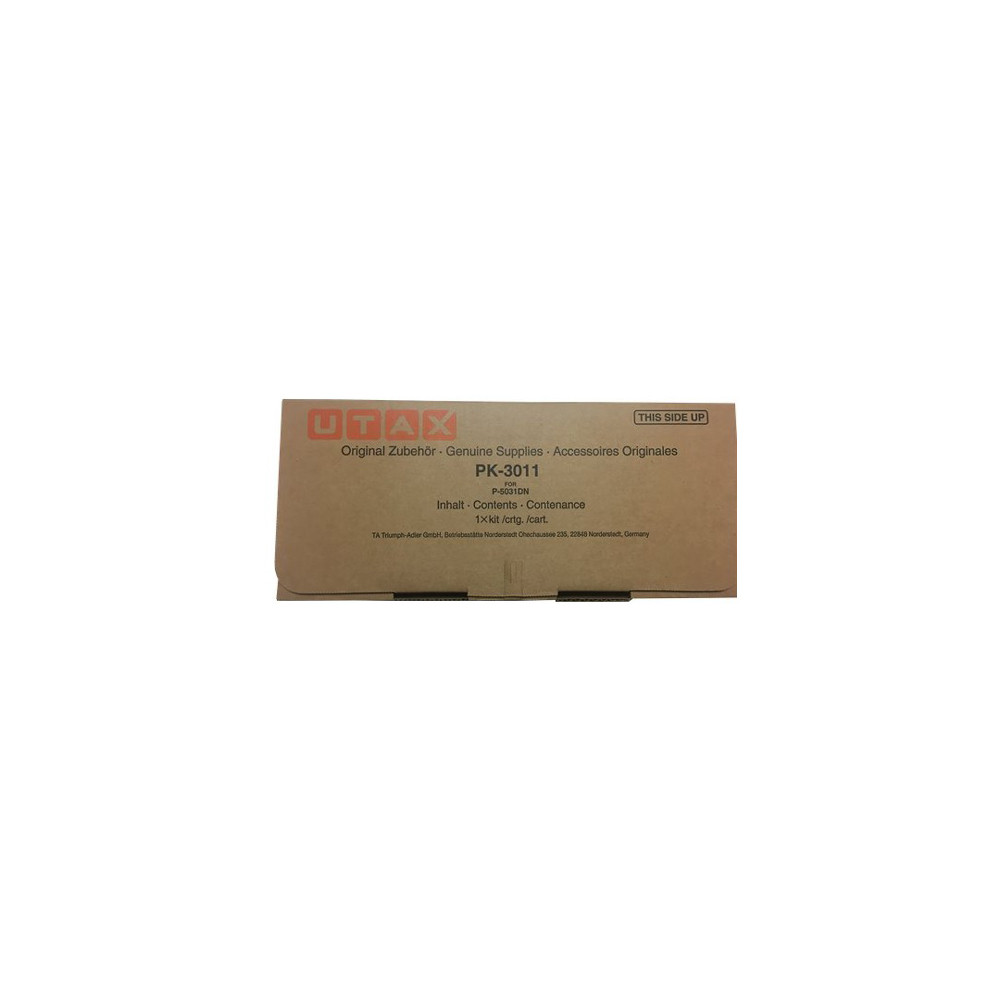 UTAX
THIS SIDE UP
Original Zubehör · Genuine Supplies · Accessoires Originales
PK-3011
FOR
P-5031DN
Inhalt · Contents · Contenance
1×kit /crtg. /cart.
TA Triumph-Adler GmbH, Betriebsstätte Norderstedt Ohechaussee 235, 22848 Norderstedt, Germany